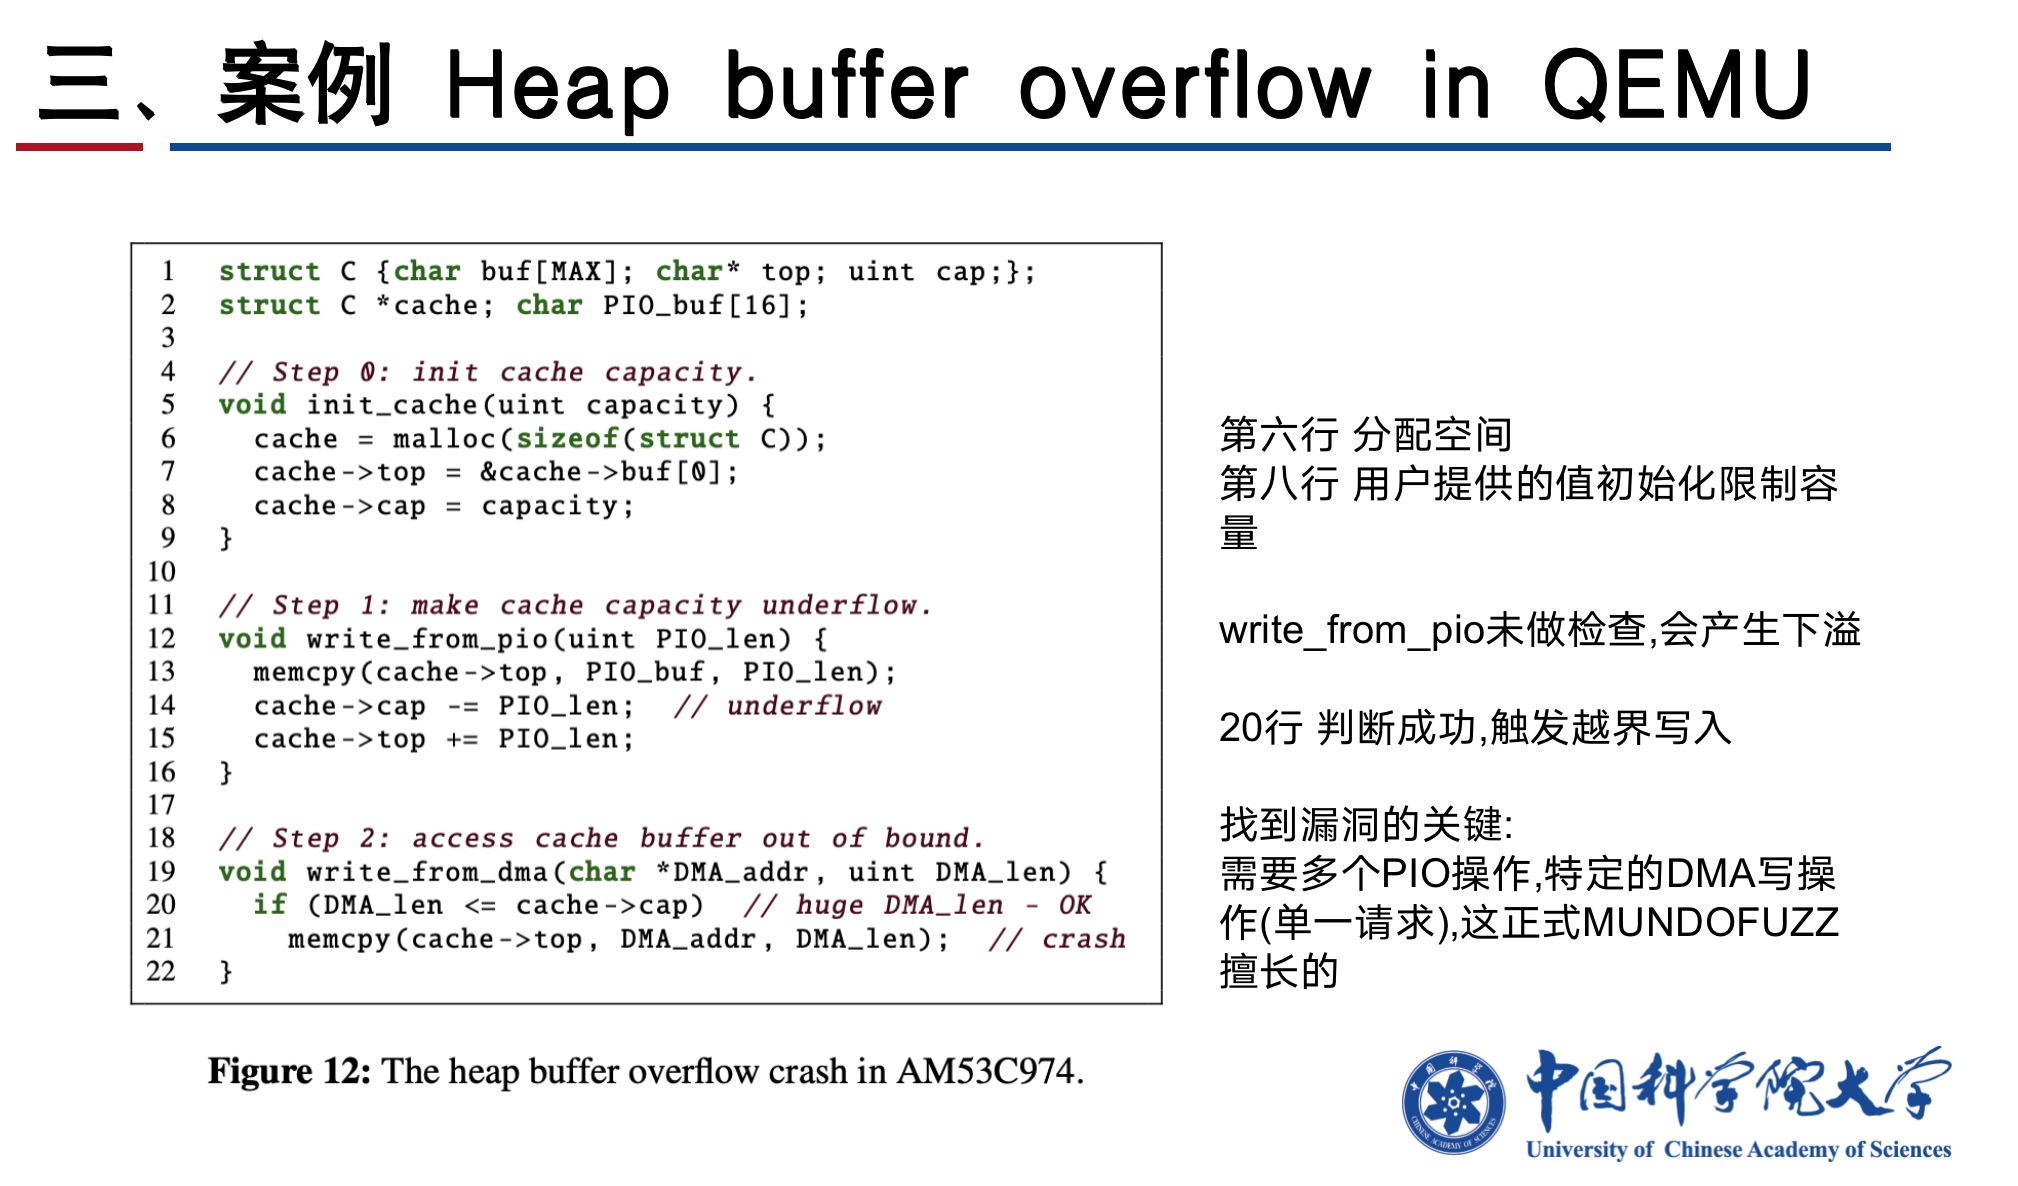 三、案例 Heap buffer overflow in QEMU
1 struct C {char buf[MAX]; char* top; uint cap;};
2 struct C *cache; char PIO_buf[16];
3
4 // Step 0: init cache capacity.
5 void init_cache(uint capacity) {
6 cache = malloc(sizeof(struct C));
7 cache->top = &cache->buf[0];
8 cache->cap = capacity;
9 }
10
11 // Step 1: make cache capacity underflow.
12 void write_from_pio(uint PIO_len) {
13 memcpy(cache->top, PIO_buf, PIO_len);
14 cache->cap -= PIO_len; // underflow
15 cache->top += PIO_len;
16 }
17
18 // Step 2: access cache buffer out of bound.
19 void write_from_dma(char *DMA_addr, uint DMA_len) {
20 if (DMA_len <= cache->cap) // huge DMA_len - OK
21 memcpy(cache->top, DMA_addr, DMA_len); // crash
22 }
Figure 12: The heap buffer overflow crash in AM53C974.
第六行 分配空间
第八行 用户提供的值初始化限制容
量
write_from_pio未做检查,会产生下溢
20行 判断成功,触发越界写入
找到漏洞的关键:
需要多个PIO操作,特定的DMA写操
作(单一请求),这正式MUNDOFUZZ
擅长的
中国科学院大学
University of Chinese Academy of Sciences